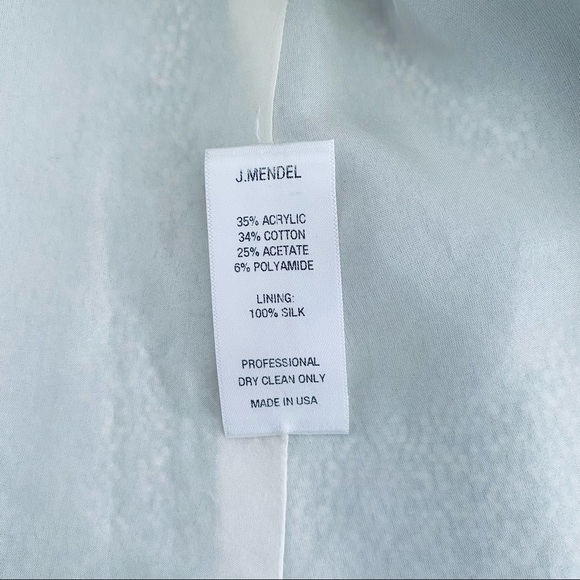 J.MENDEL
35% ACRYLIC
34% COTTON
25% ACETATE
6% POLYAMIDE
LINING:
100% SILK
PROFESSIONAL
DRY CLEAN ONLY
MADE IN USA